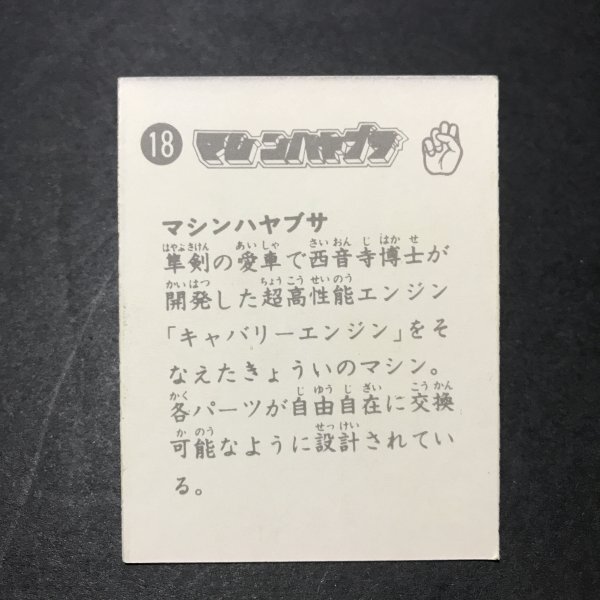 18 マシンハヤブサ
マシンハヤブサ
はやぶさけん あいしゃ さいおんじはかせ
隼剣の愛車で西音寺博士が
かいはつ ちょうこうせいのう
開発した超高性能エンジン
「キャバリーエンジン」をそ
なえたきょういのマシン。
かく じゆうじざい こうかん
各パーツが自由自在に交換
かのう せっけい
可能なように設計されてい
る。